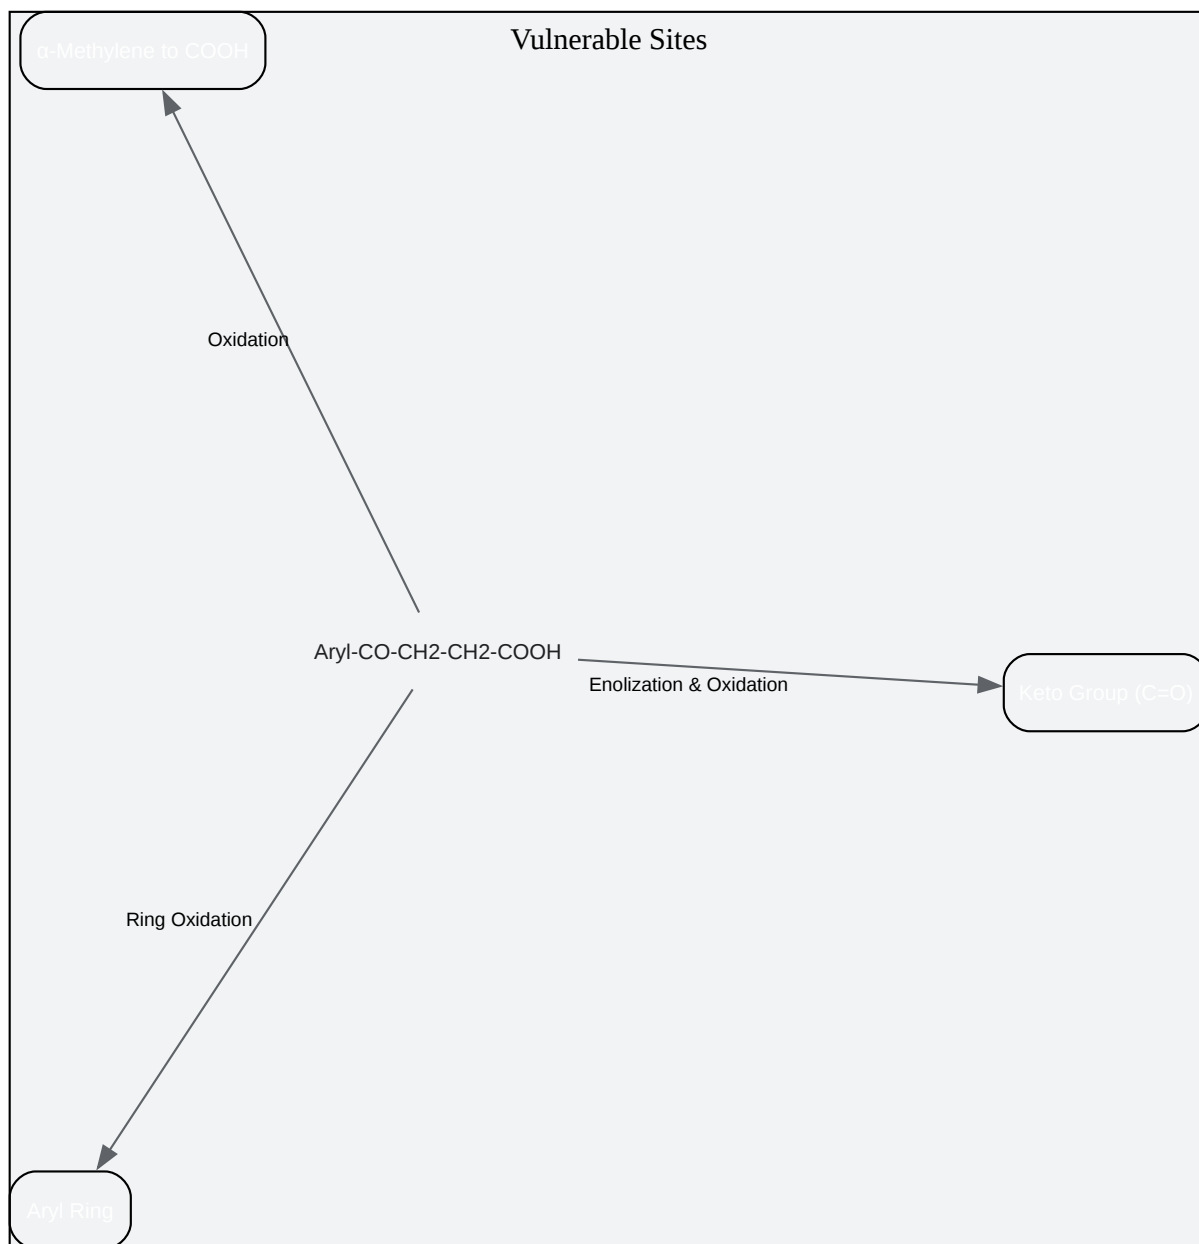 Vulnerable Sites
α-Methylene to COOH
Oxidation
Aryl-CO-CH2-CH2-COOH
Enolization & Oxidation
Keto Group (C=O)
Ring Oxidation
Aryl Ring